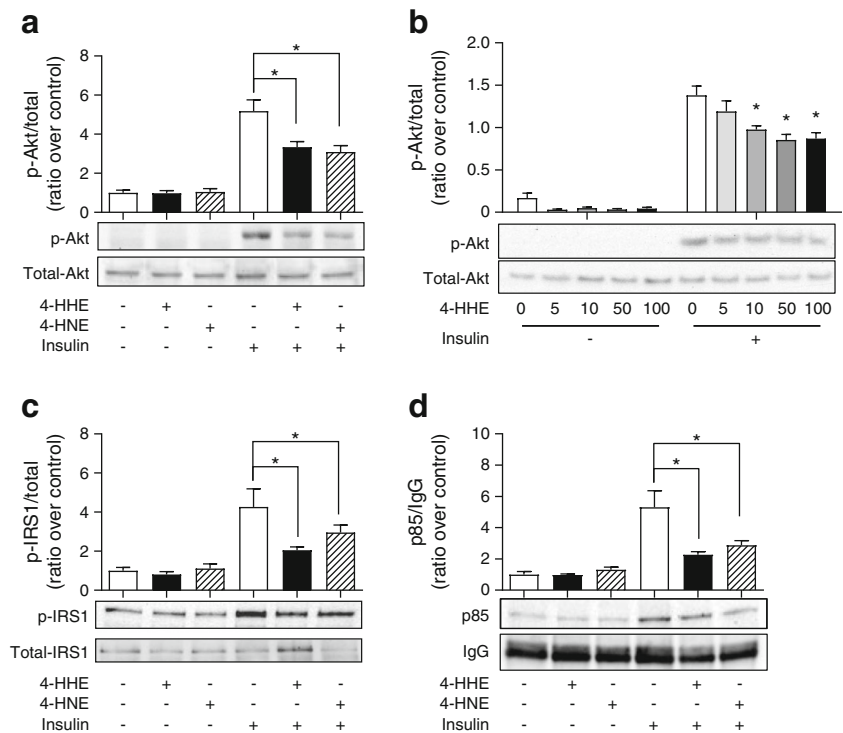 a
p-Akt/total
(ratio over control)
8
6
4
2
0
*
*
p-Akt
Total-Akt
4-HHE - + - - + -
4-HNE - - + - - +
Insulin - - - + + +
b
p-Akt/total
(ratio over control)
2.0
1.5
1.0
0.5
0
* * *
p-Akt
Total-Akt
4-HHE 0 5 10 50 100 0 5 10 50 100
Insulin - +
c
p-IRS1/total
(ratio over control)
8
6
4
2
0
*
*
p-IRS1
Total-IRS1
4-HHE - + - - + -
4-HNE - - + - - +
Insulin - - - + + +
d
p85/IgG
(ratio over control)
10
8
6
4
2
0
*
*
p85
IgG
4-HHE - + - - + -
4-HNE - - + - - +
Insulin - - - + + +